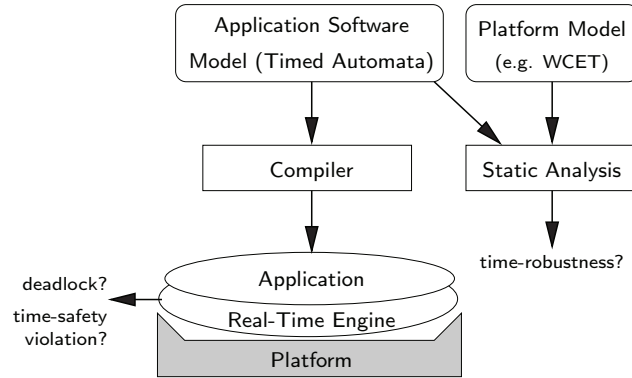 Application Software
Model (Timed Automata)
Platform Model
(e.g. WCET)
Compiler
Static Analysis
time-robustness?
Application
Real-Time Engine
Platform
deadlock?
time-safety
violation?